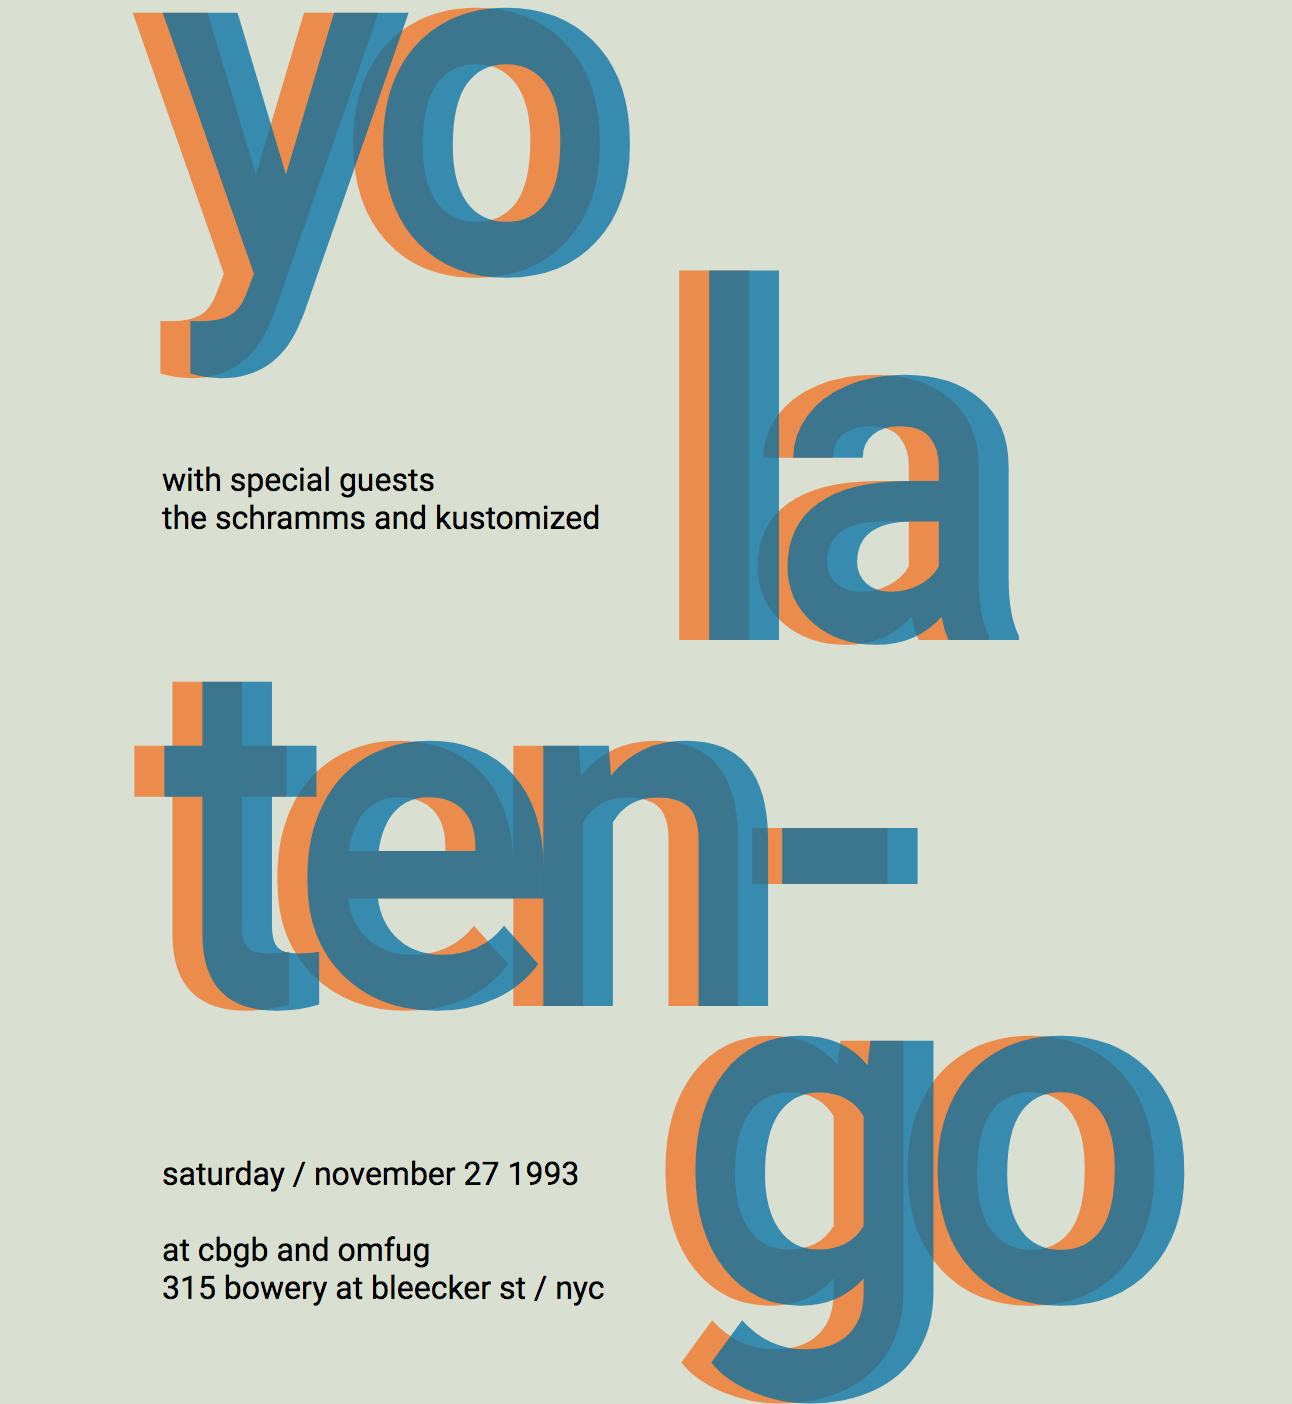 yo
la
with special guests
the schramms and kustomized
ten-
go
saturday / november 27 1993
at cbgb and omfug
315 bowery at bleecker st / nyc